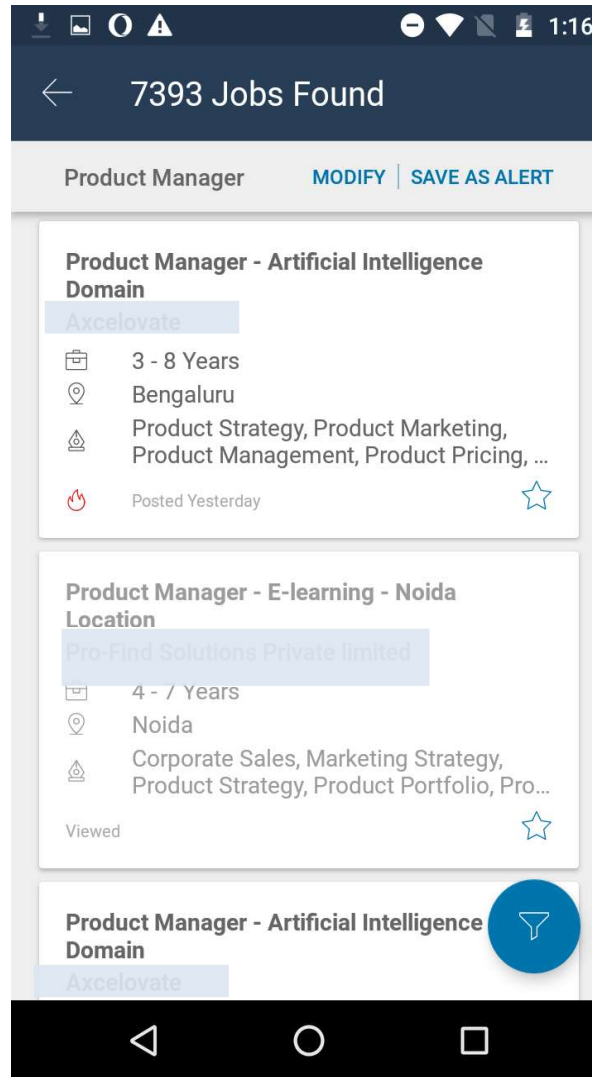 1:16
7393 Jobs Found
Product Manager MODIFY SAVE AS ALERT
Product Manager - Artificial Intelligence
Domain
Axcelovate
3 - 8 Years
Bengaluru
Product Strategy, Product Marketing,
Product Management, Product Pricing, ...
Posted Yesterday
Product Manager - E-learning - Noida
Location
Pro-Find Solutions Private limited
4 - 7 Years
Noida
Corporate Sales, Marketing Strategy,
Product Strategy, Product Portfolio, Pro...
Viewed
Product Manager - Artificial Intelligence
Domain
Axcelovate